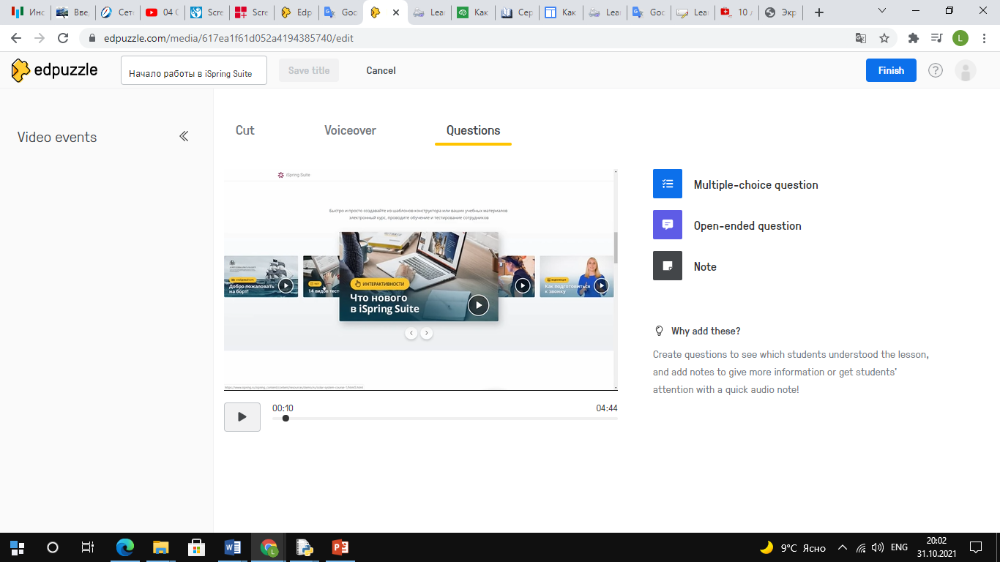 Инс
Вве
Сет
04 С
Scre
Scre
Edp
Goc
Lea
Как
Сер
Как
Lea
Goc
Lea
10 л
Экр
edpuzzle.com/media/617ea1f61d052a4194385740/edit
L
edpuzzle
Начало работы в iSpring Suite
Save title
Cancel
Finish
?
Video events
Cut
Voiceover
Questions
iSpring Suite
Быстро и просто создавайте из шаблонов конструктора или ваших учебных материалов
электронный курс, проводите обучение и тестирование сотрудников
Добро пожаловать
на борт!
14 видов тест
ИНТЕРАКТИВНОСТИ
Что нового
в iSpring Suite
Как подготовиться
к звонку
00:10
04:44
Multiple-choice question
Open-ended question
Note
Why add these?
Create questions to see which students understood the lesson,
and add notes to give more information or get students'
attention with a quick audio note!
9°C Ясно
ENG
20:02
31.10.2021